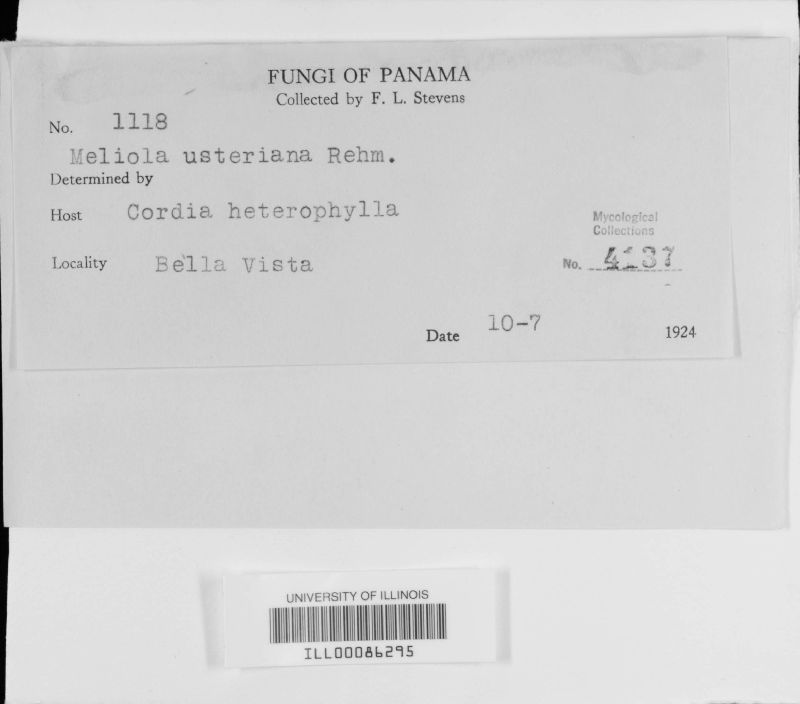 FUNGI OF PANAMA
Collected by F. L. Stevens
No. 1118
Meliola usteriana Rehm.
Determined by
Host Cordia heterophylla
Mycological
Collections
Locality Bella Vista
No. 4137
Date 10-7 1924
UNIVERSITY OF ILLINOIS
ILL00086295